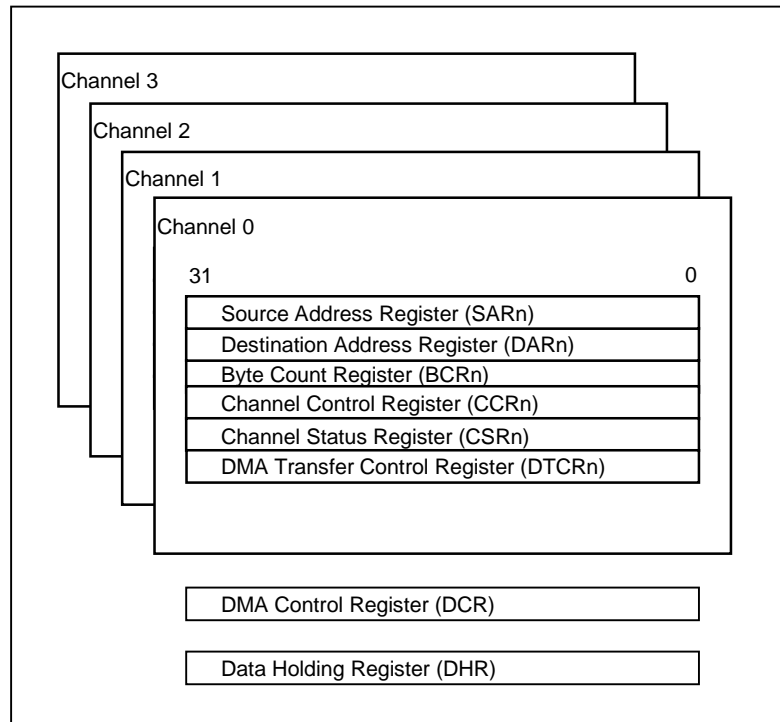 Channel 3
Channel 2
Channel 1
Channel 0
31 0
Source Address Register (SARn)
Destination Address Register (DARn)
Byte Count Register (BCRn)
Channel Control Register (CCRn)
Channel Status Register (CSRn)
DMA Transfer Control Register (DTCRn)
DMA Control Register (DCR)
Data Holding Register (DHR)